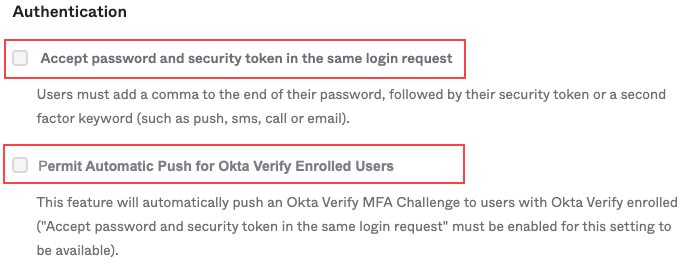 Authentication
Accept password and security token in the same login request
Users must add a comma to the end of their password, followed by their security token or a second
factor keyword (such as push, sms, call or email).
Permit Automatic Push for Okta Verify Enrolled Users
This feature will automatically push an Okta Verify MFA Challenge to users with Okta Verify enrolled
("Accept password and security token in the same login request" must be enabled for this setting to
be available).